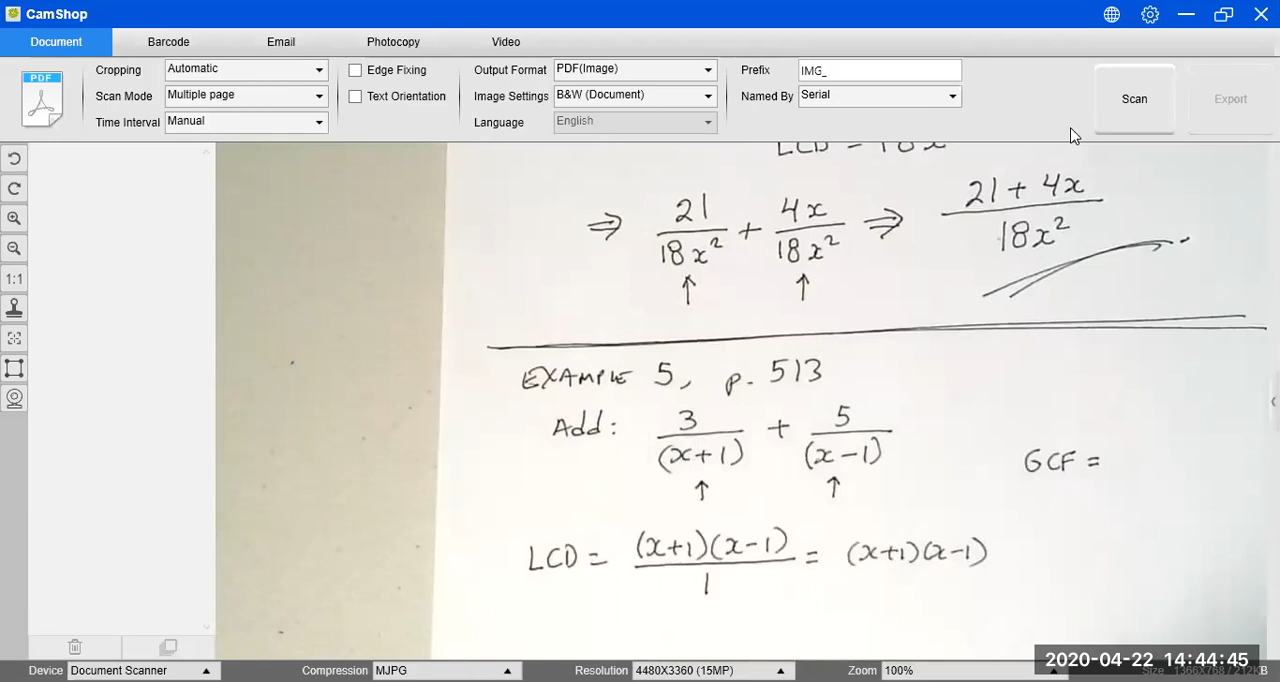 CamShop
Document Barcode Email Photocopy Video
PDF Cropping Automatic Edge Fixing Output Format PDF(Image) Prefix IMG_
Scan Mode Multiple page Text Orientation Image Settings B&W (Document) Named By Serial Scan Export
Time Interval Manual Language English
1:1
LCD = 18x
⇒ 21/18x² + 4x/18x² ⇒ 21 + 4x/18x²
↑ ↑
EXAMPLE 5, p. 513
Add: 3/(x+1) + 5/(x-1)
GCF =
↑ ↑
LCD = (x+1)(x-1)/1 = (x+1)(x-1)
2020-04-22 14:44:45
Device Document Scanner Compression MJPG Resolution 4480X3360 (15MP) Zoom 100%